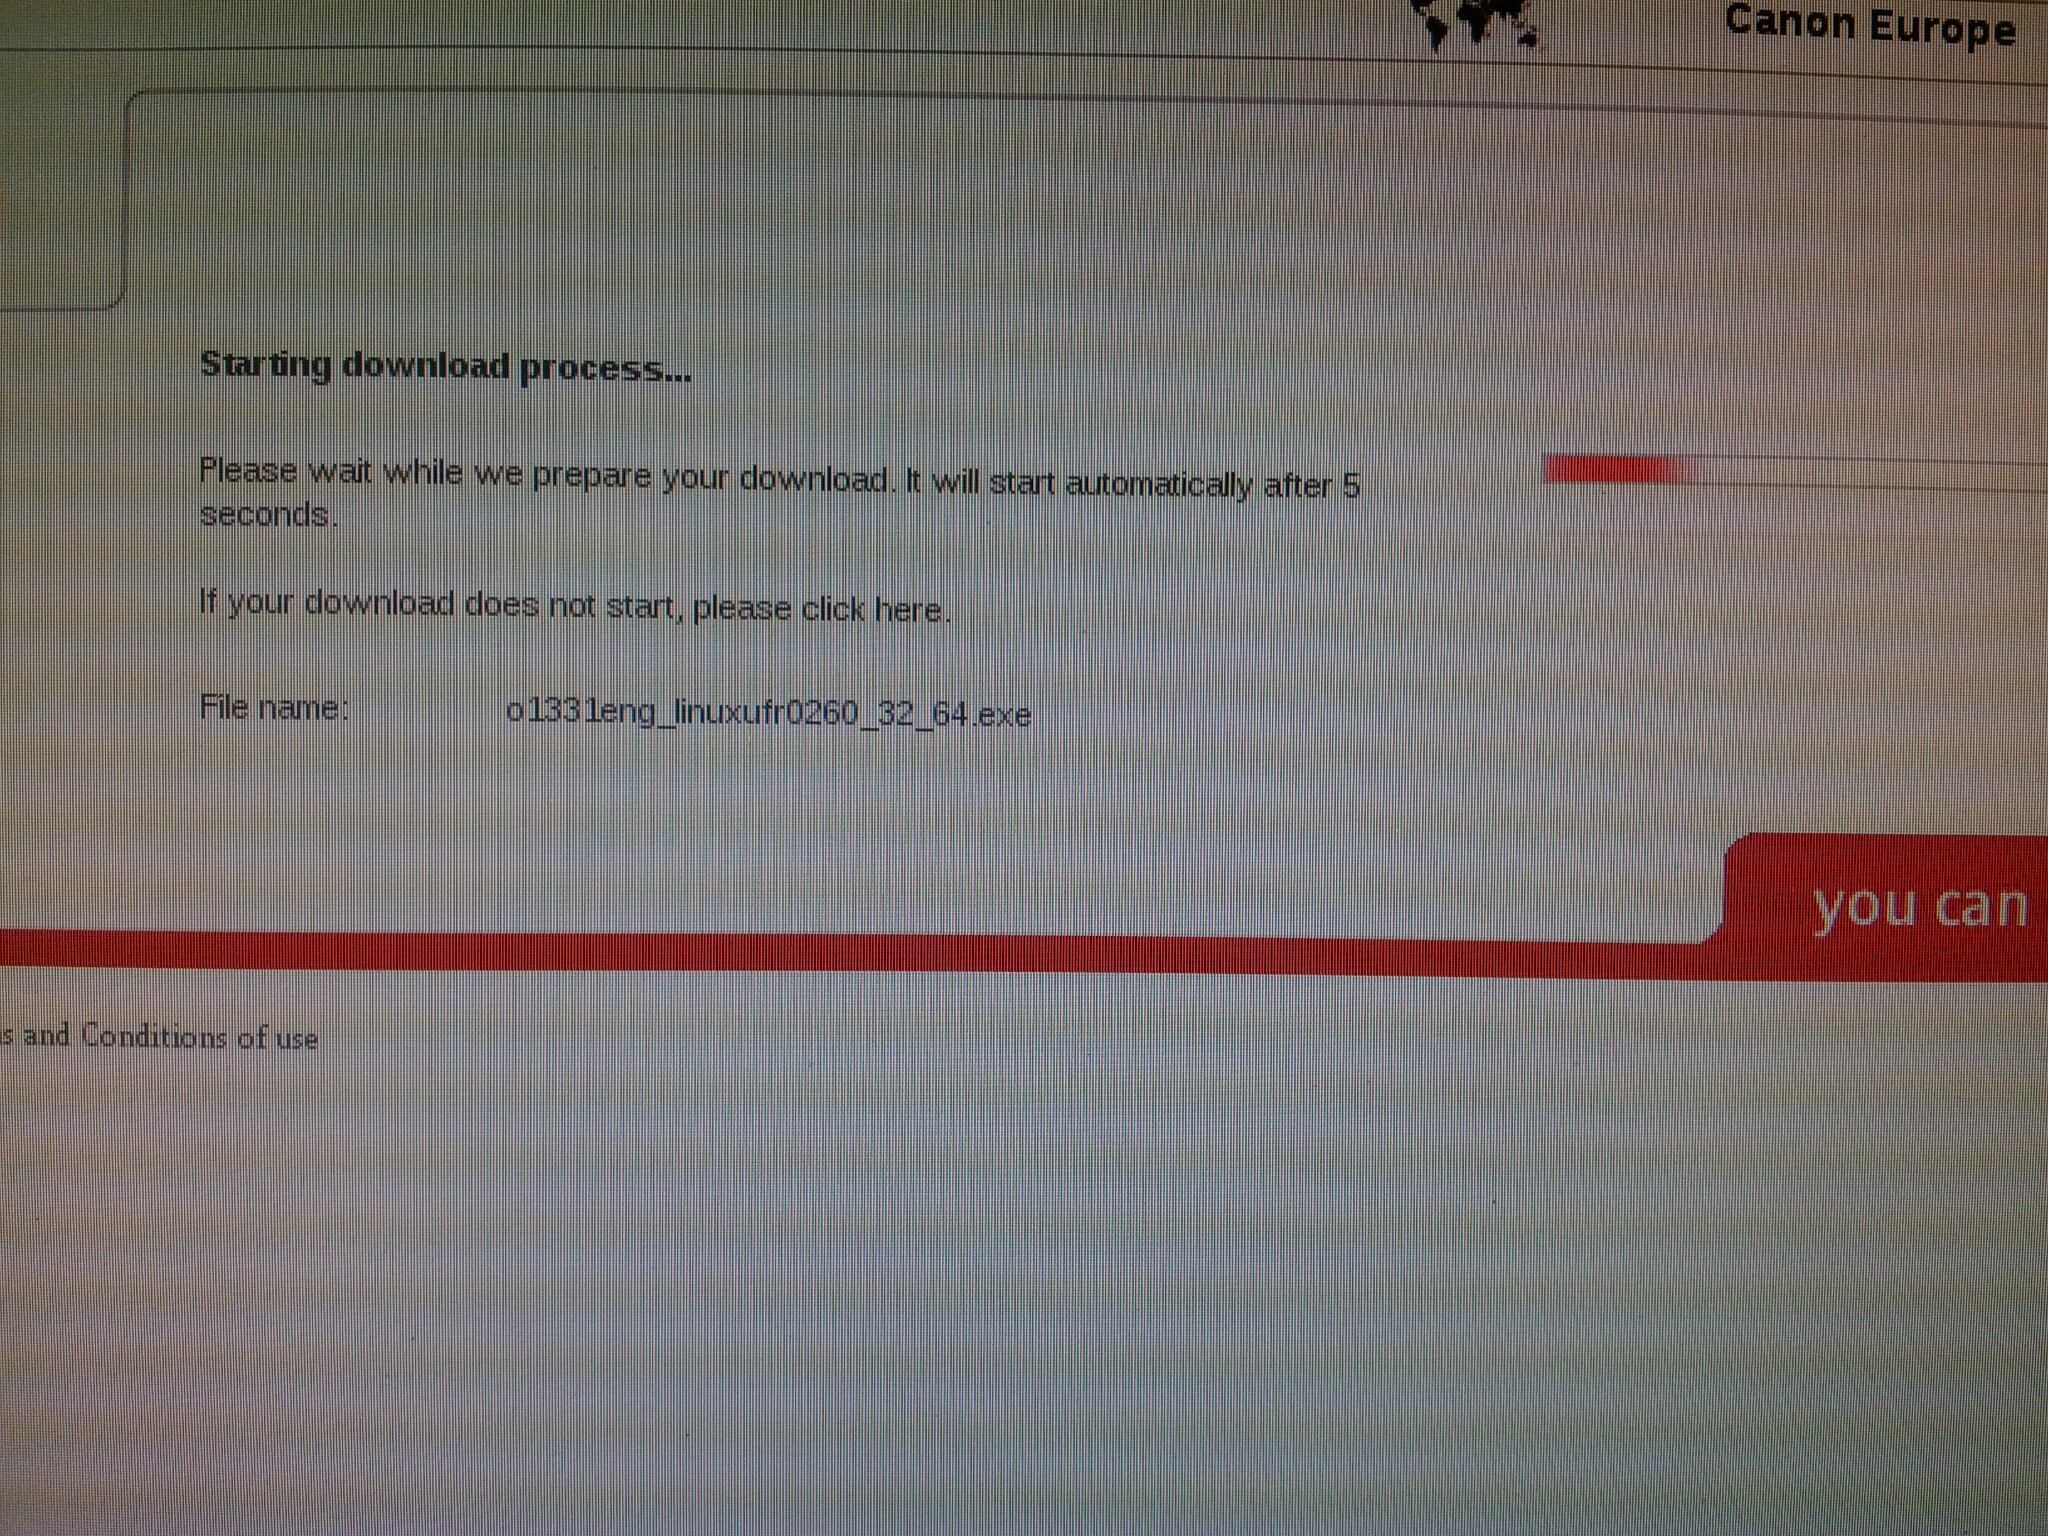 Canon Europe
Starting download process...
Please wait while we prepare your download. It will start automatically after 5
seconds.
If your download does not start, please click here.
File name: o1331eng_linuxufr0260_32_64.exe
you can
and Conditions of use